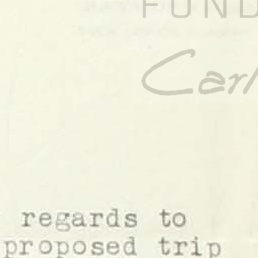 FUND
Carl
regards to
proposed trip